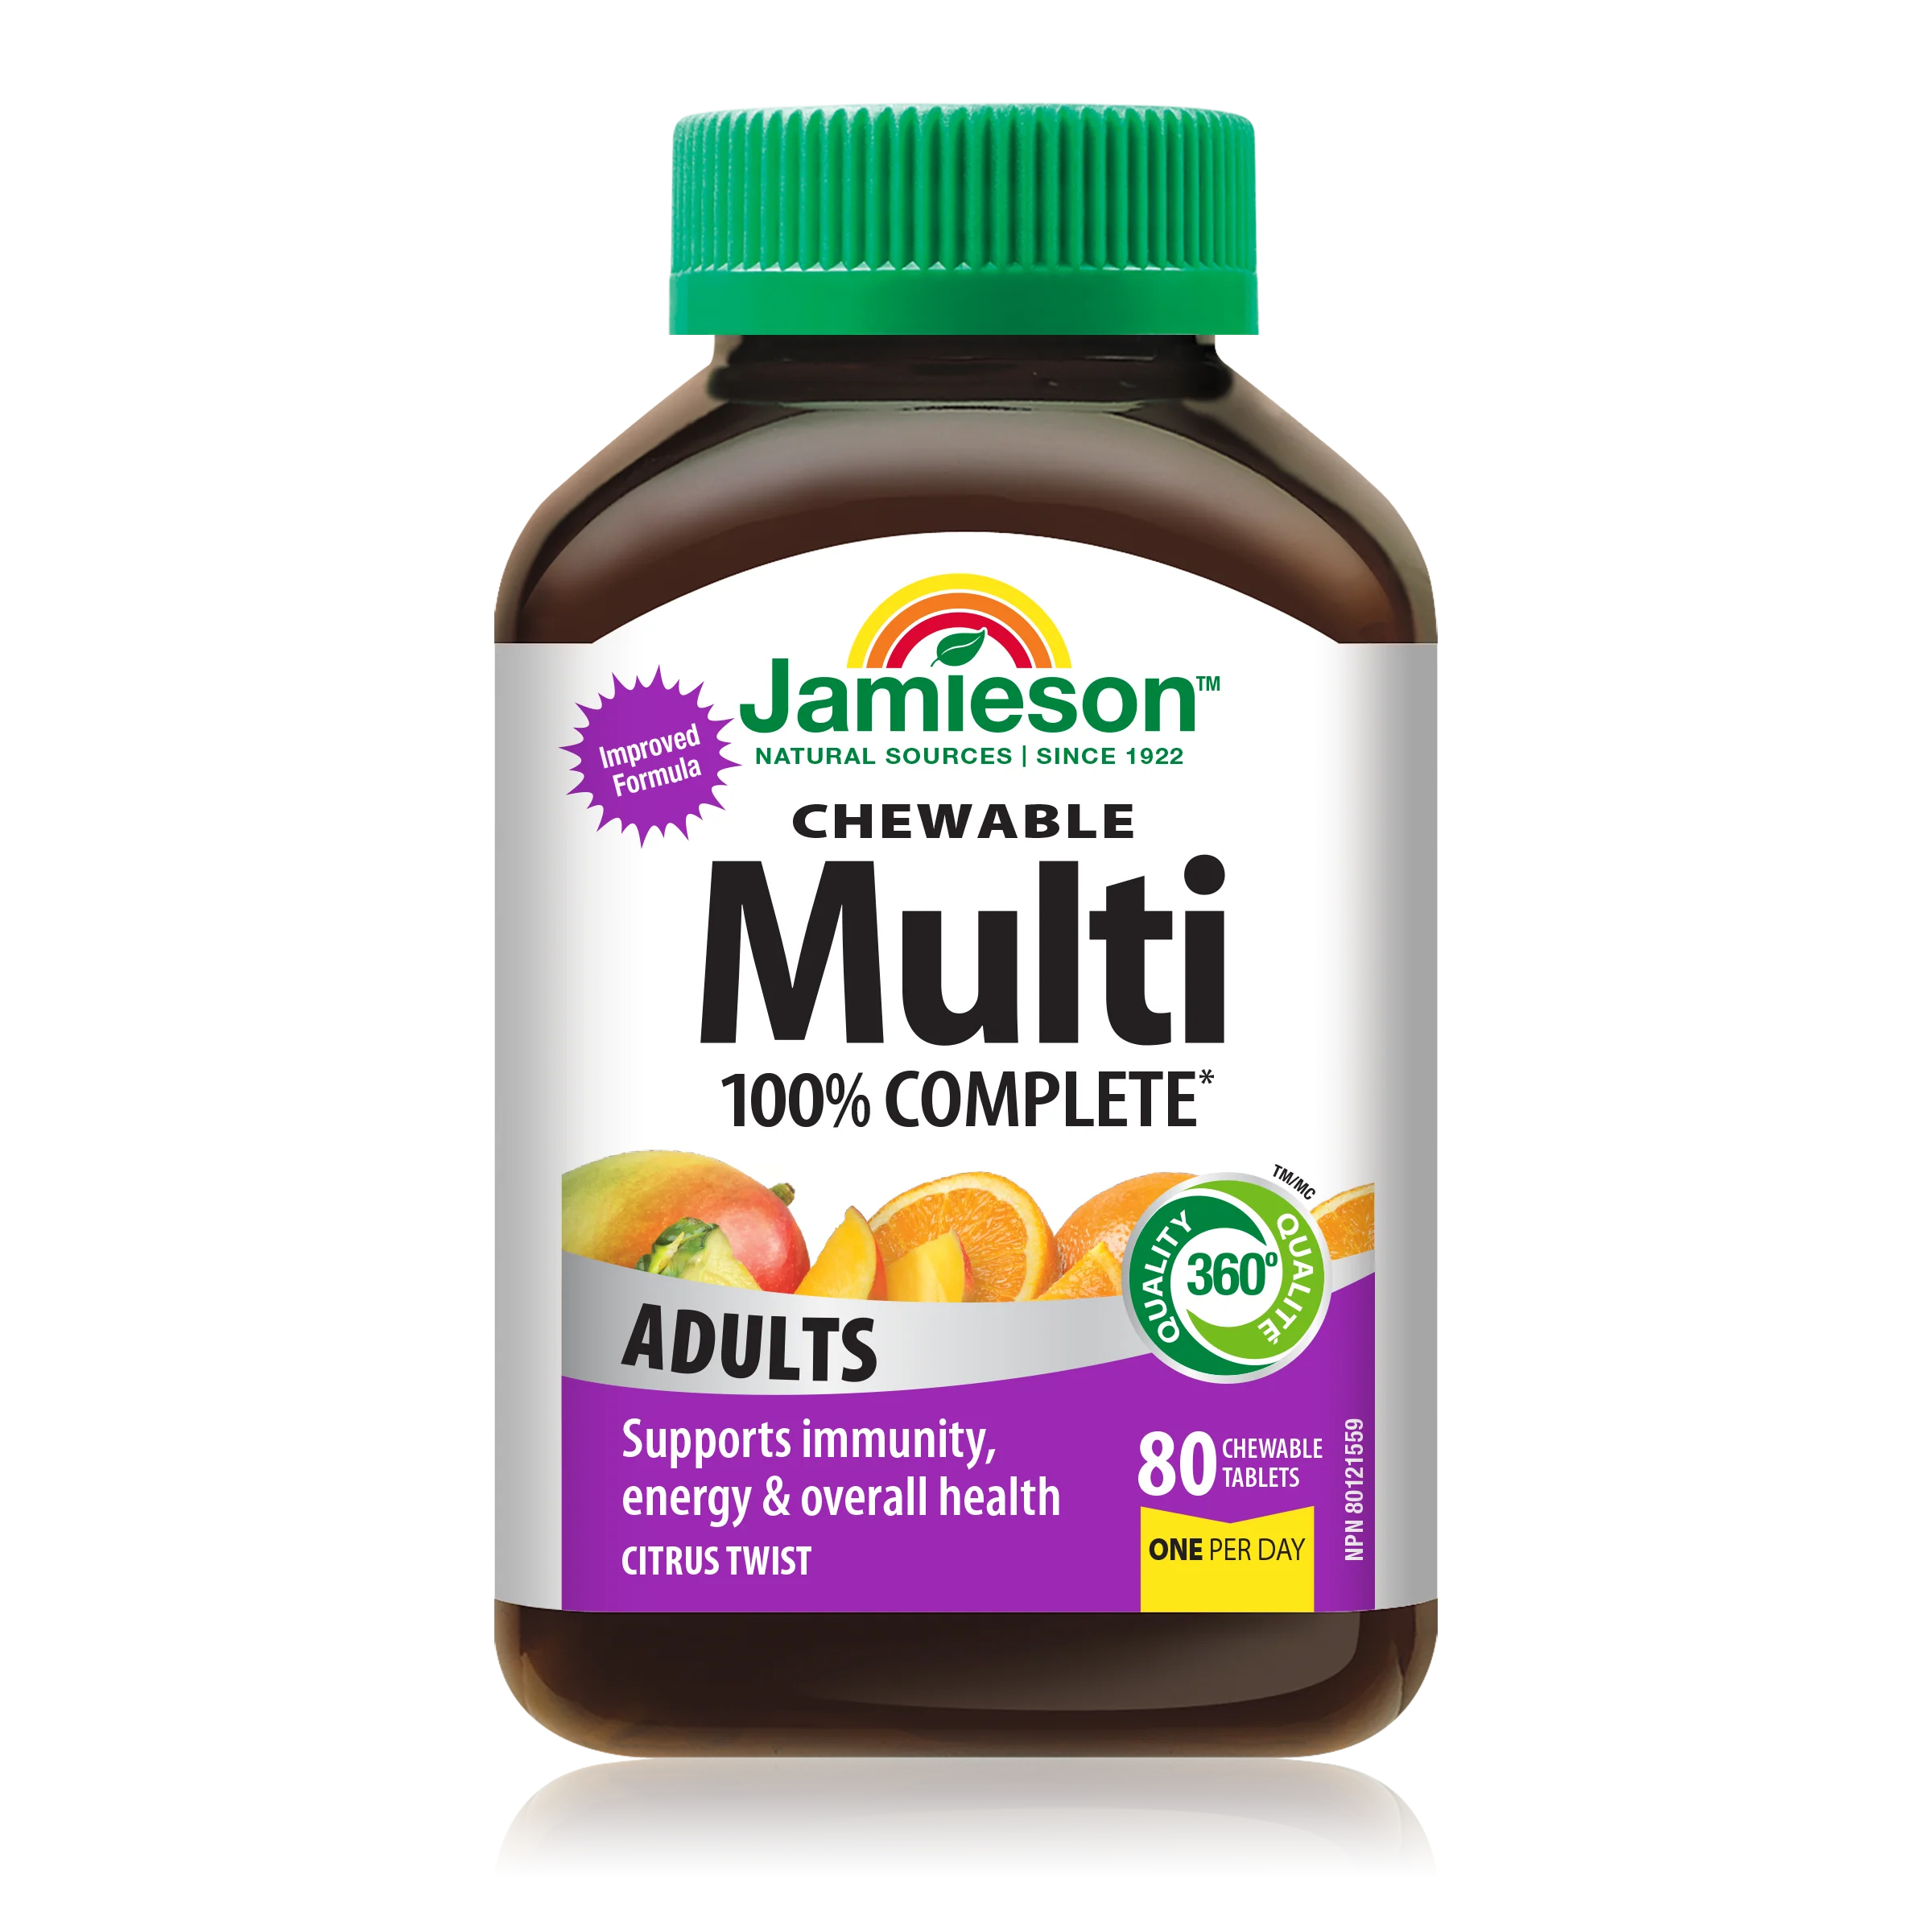 Jamieson™
NATURAL SOURCES | SINCE 1922
Improved
Formula
CHEWABLE
Multi
100% COMPLETE*
TM/MC
QUALITY
360°
QUALITÉ
ADULTS
Supports immunity,
energy & overall health
CITRUS TWIST
80 CHEWABLE
TABLETS
ONE PER DAY
NPN 80121559